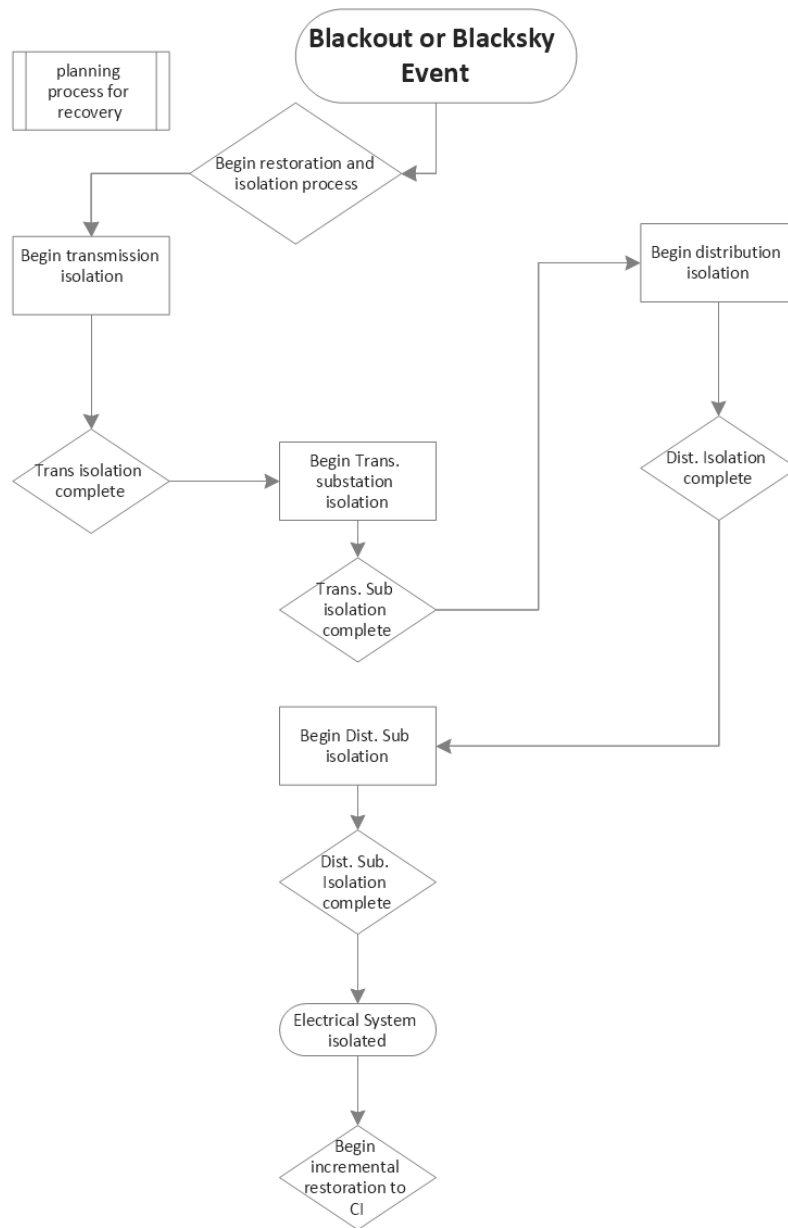 Blackout or Blacksky
Event
planning
process for
recovery
Begin restoration and
isolation process
Begin transmission
isolation
Begin distribution
isolation
Trans isolation
complete
Begin Trans.
substation
isolation
Dist. Isolation
complete
Trans. Sub
isolation
complete
Begin Dist. Sub
isolation
Dist. Sub.
Isolation
complete
Electrical System
isolated
Begin
incremental
restoration to
CI